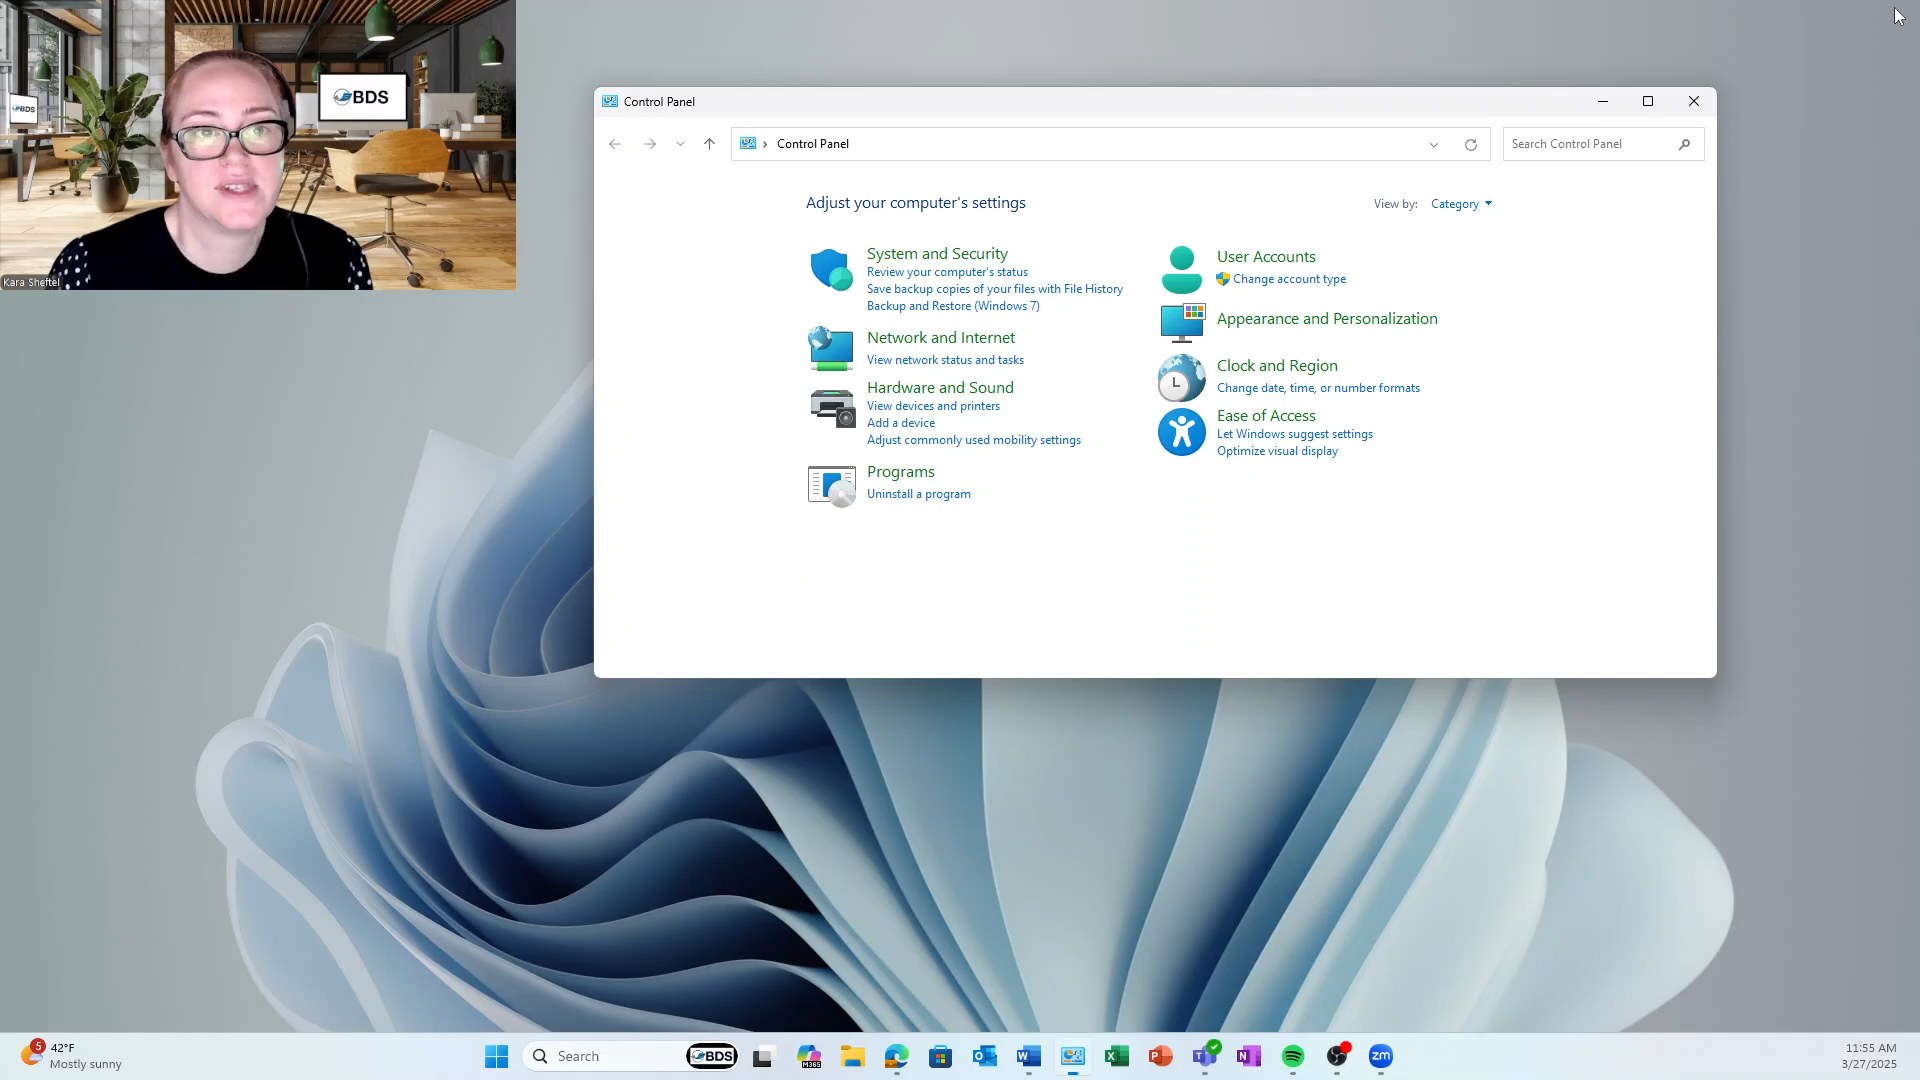 BDS
BDS
Kara Sheftel
Control Panel
Control Panel
Search Control Panel
Adjust your computer's settings
View by:
Category
System and Security
Review your computer's status
Save backup copies of your files with File History
Backup and Restore (Windows 7)
Network and Internet
View network status and tasks
Hardware and Sound
View devices and printers
Add a device
Adjust commonly used mobility settings
Programs
Uninstall a program
User Accounts
Change account type
Appearance and Personalization
Clock and Region
Change date, time, or number formats
Ease of Access
Let Windows suggest settings
Optimize visual display
5
42°F
Mostly sunny
Search
BDS
M365
O
W
X
P
T
N
zm
11:55 AM
3/27/2025